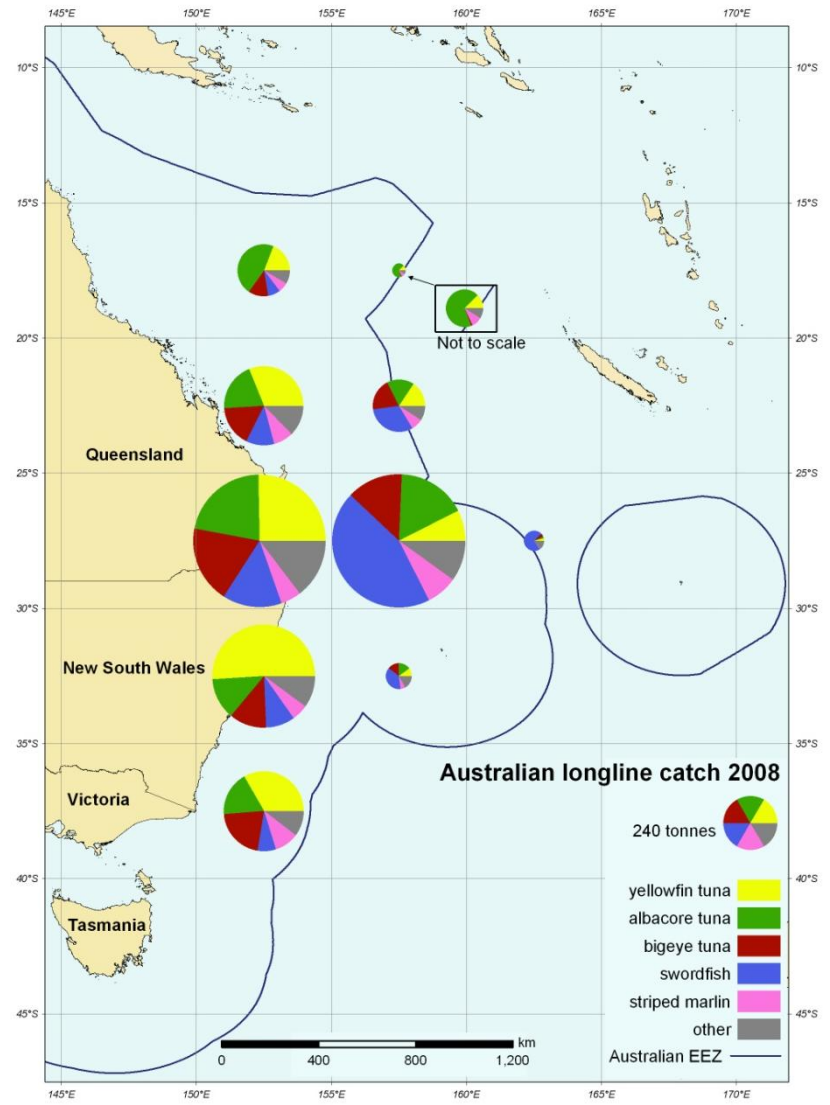 145°E 150°E 155°E 160°E 165°E 170°E
10°S 10°S
15°S 15°S
20°S 20°S
Not to scale
Queensland
25°S 25°S
30°S 30°S
New South Wales
35°S 35°S
Australian longline catch 2008
Victoria
240 tonnes
40°S 40°S
yellowfin tuna
albacore tuna
Tasmania
bigeye tuna
swordfish
striped marlin
45°S 45°S
other
km
0 400 800 1,200
Australian EEZ
145°E 150°E 155°E 160°E 165°E 170°E